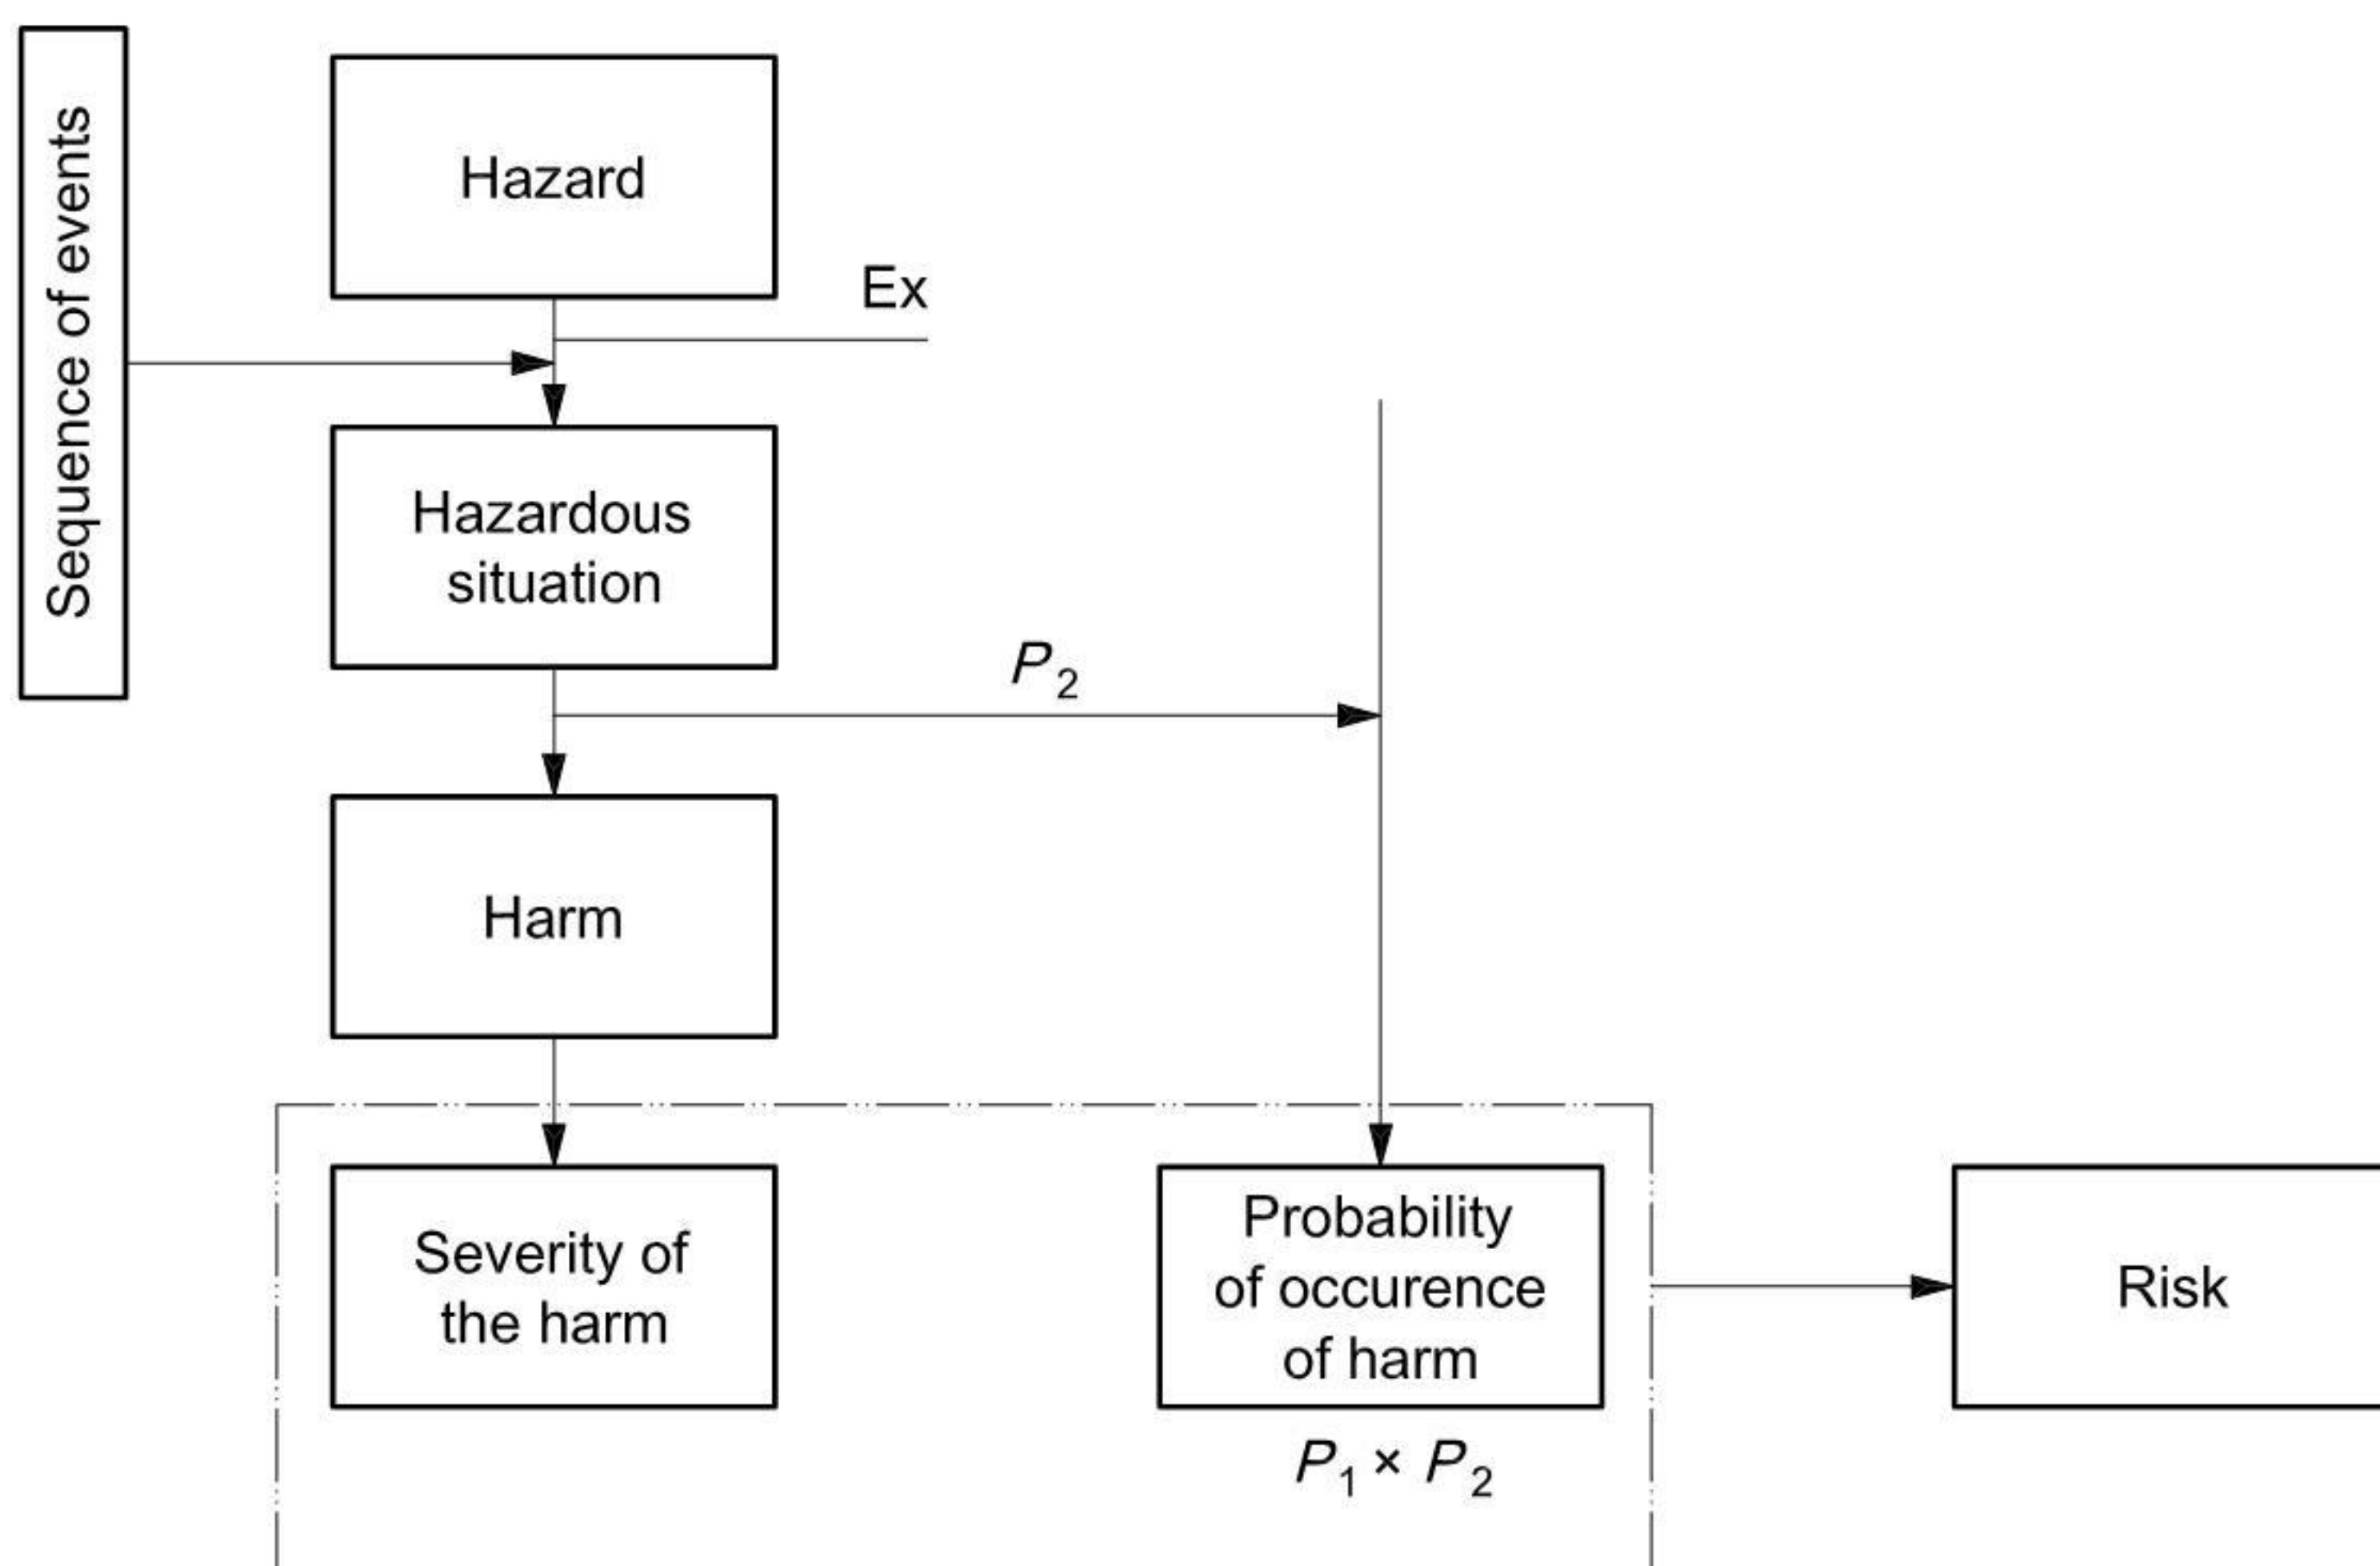 Sequence of events
Hazard
Ex
Hazardous
situation
P2
Harm
Severity of
the harm
Probability
of occurence
of harm
Risk
P1 × P2